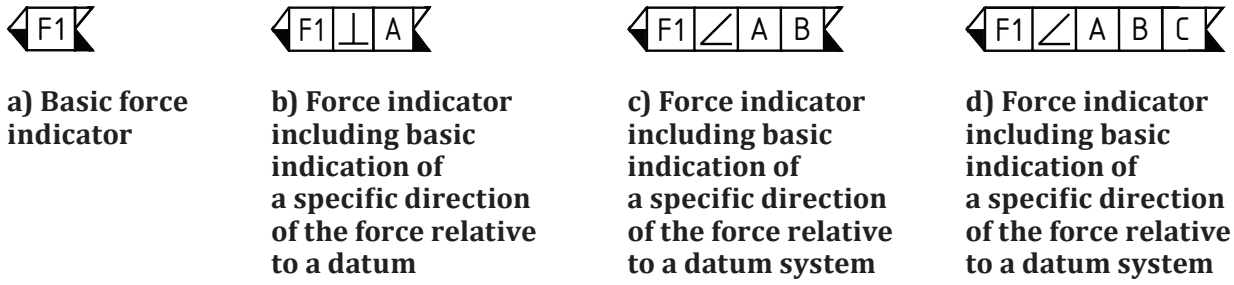 F1
F1 ⊥ A
F1 ∠ A B
F1 ∠ A B C
a) Basic force
indicator
b) Force indicator
including basic
indication of
a specific direction
of the force relative
to a datum
c) Force indicator
including basic
indication of
a specific direction
of the force relative
to a datum system
d) Force indicator
including basic
indication of
a specific direction
of the force relative
to a datum system